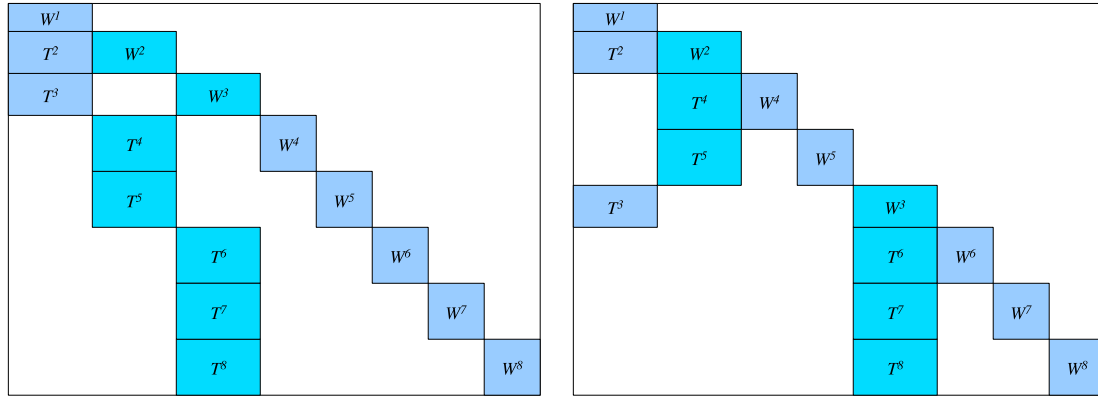 W¹
T² W²
T³ W³
T⁴ W⁴
T⁵ W⁵
T⁶ W⁶
T⁷ W⁷
T⁸ W⁸
W¹
T² W²
T⁴ W⁴
T⁵ W⁵
T³ W³
T⁶ W⁶
T⁷ W⁷
T⁸ W⁸